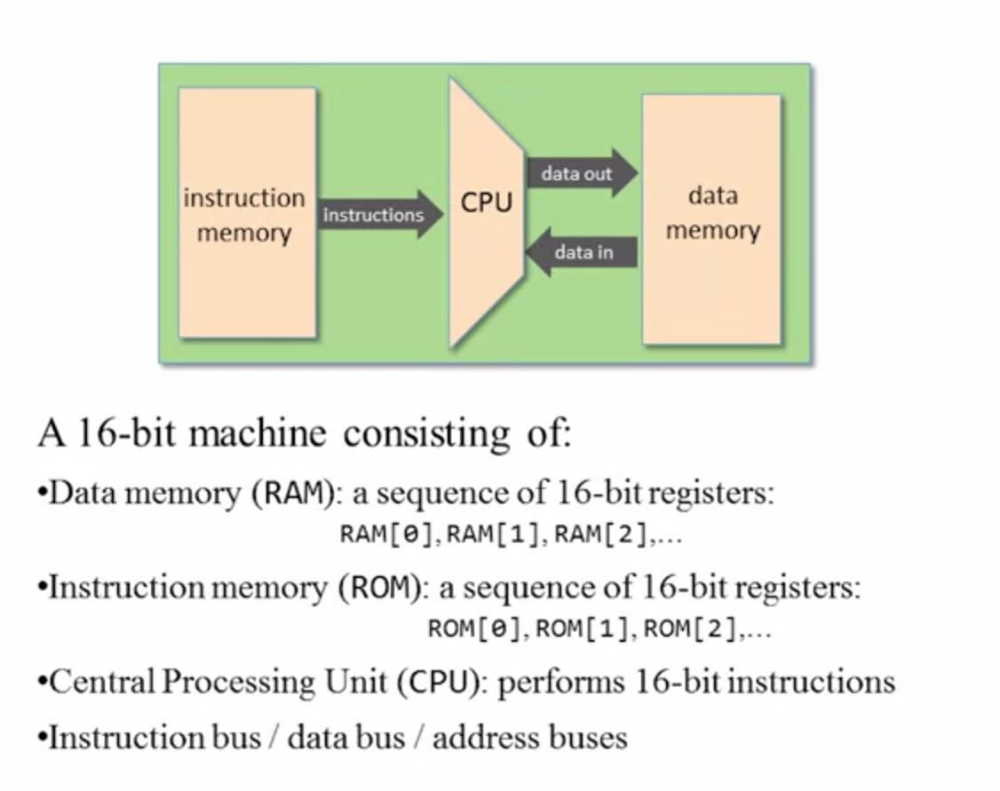 instruction
memory
instructions
CPU
data out
data in
data
memory
A 16-bit machine consisting of:
•Data memory (RAM): a sequence of 16-bit registers:
RAM[0], RAM[1], RAM[2],...
•Instruction memory (ROM): a sequence of 16-bit registers:
ROM[0], ROM[1], ROM[2],...
•Central Processing Unit (CPU): performs 16-bit instructions
•Instruction bus / data bus / address buses